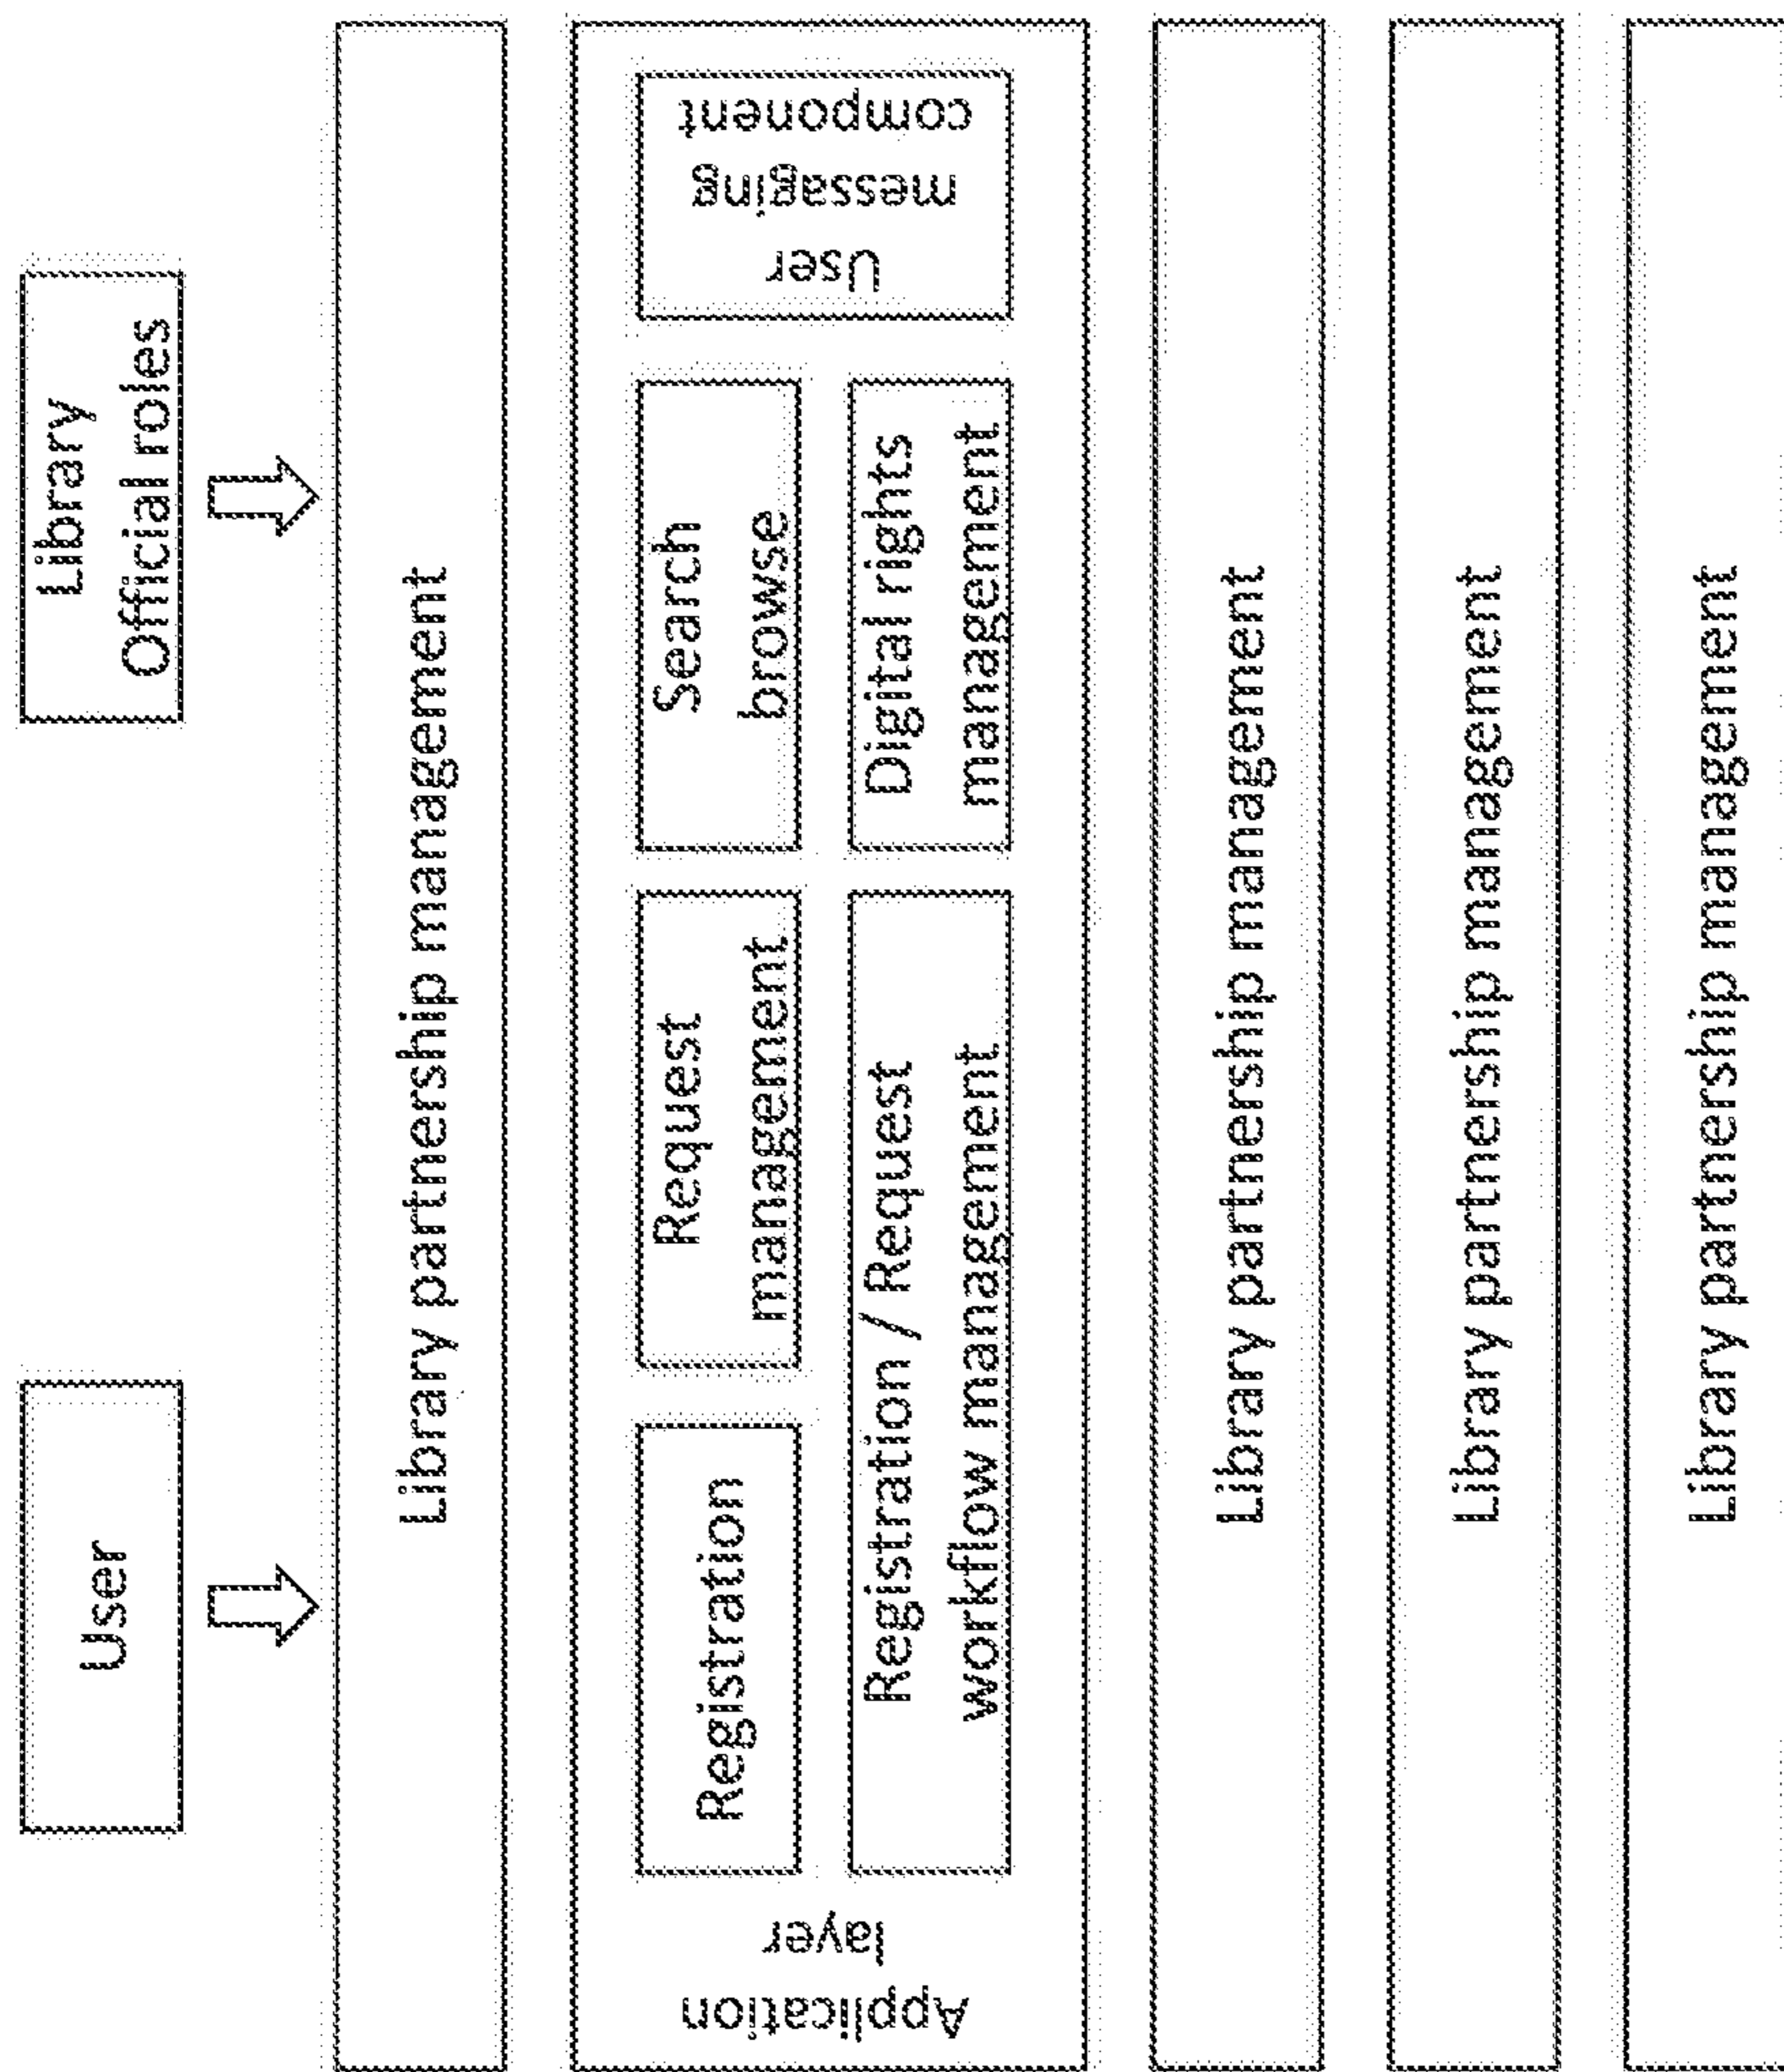 User
Library
Official roles
Library partnership management
Application
layer
Registration
Request
management
Search
browse
User
messaging
component
Registration / Request
workflow management
Digital rights
management
Library partnership management
Library partnership management
Library partnership management